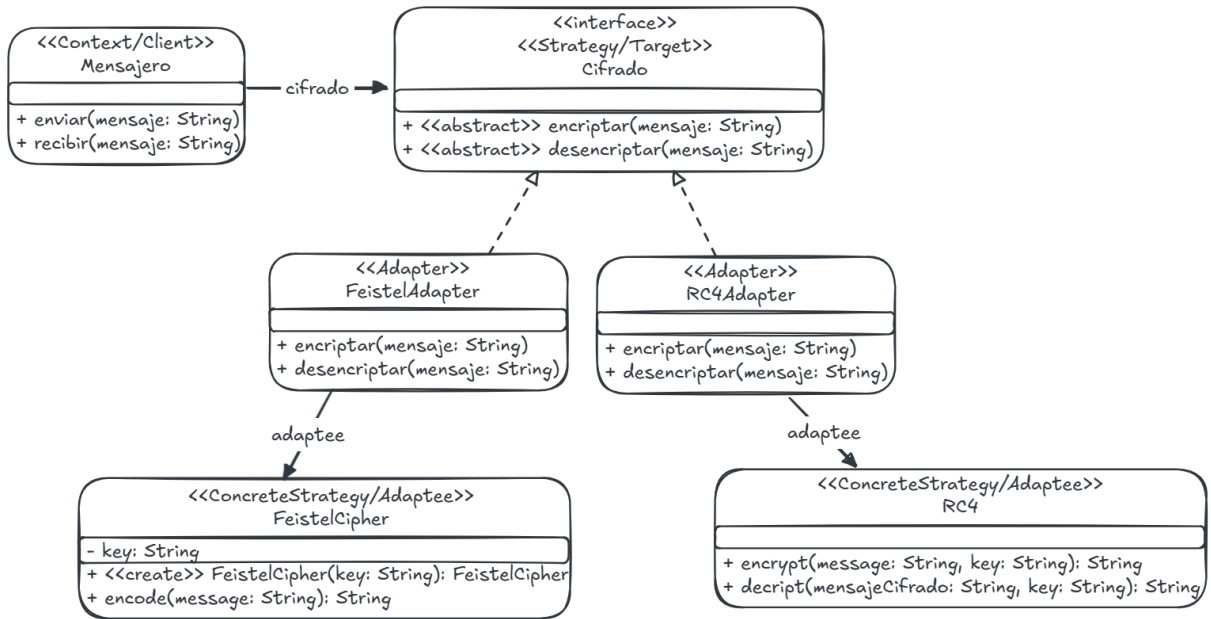 <<Context/Client>>
Mensajero
+ enviar(mensaje: String)
+ recibir(mensaje: String)
cifrado
<<interface>>
<<Strategy/Target>>
Cifrado
+ <<abstract>> encriptar(mensaje: String)
+ <<abstract>> desencriptar(mensaje: String)
<<Adapter>>
FeistelAdapter
+ encriptar(mensaje: String)
+ desencriptar(mensaje: String)
<<Adapter>>
RC4Adapter
+ encriptar(mensaje: String)
+ desencriptar(mensaje: String)
adaptee
adaptee
<<ConcreteStrategy/Adaptee>>
FeistelCipher
- key: String
+ <<create>> FeistelCipher(key: String): FeistelCipher
+ encode(message: String): String
<<ConcreteStrategy/Adaptee>>
RC4
+ encrypt(message: String, key: String): String
+ decript(mensajeCifrado: String, key: String): String